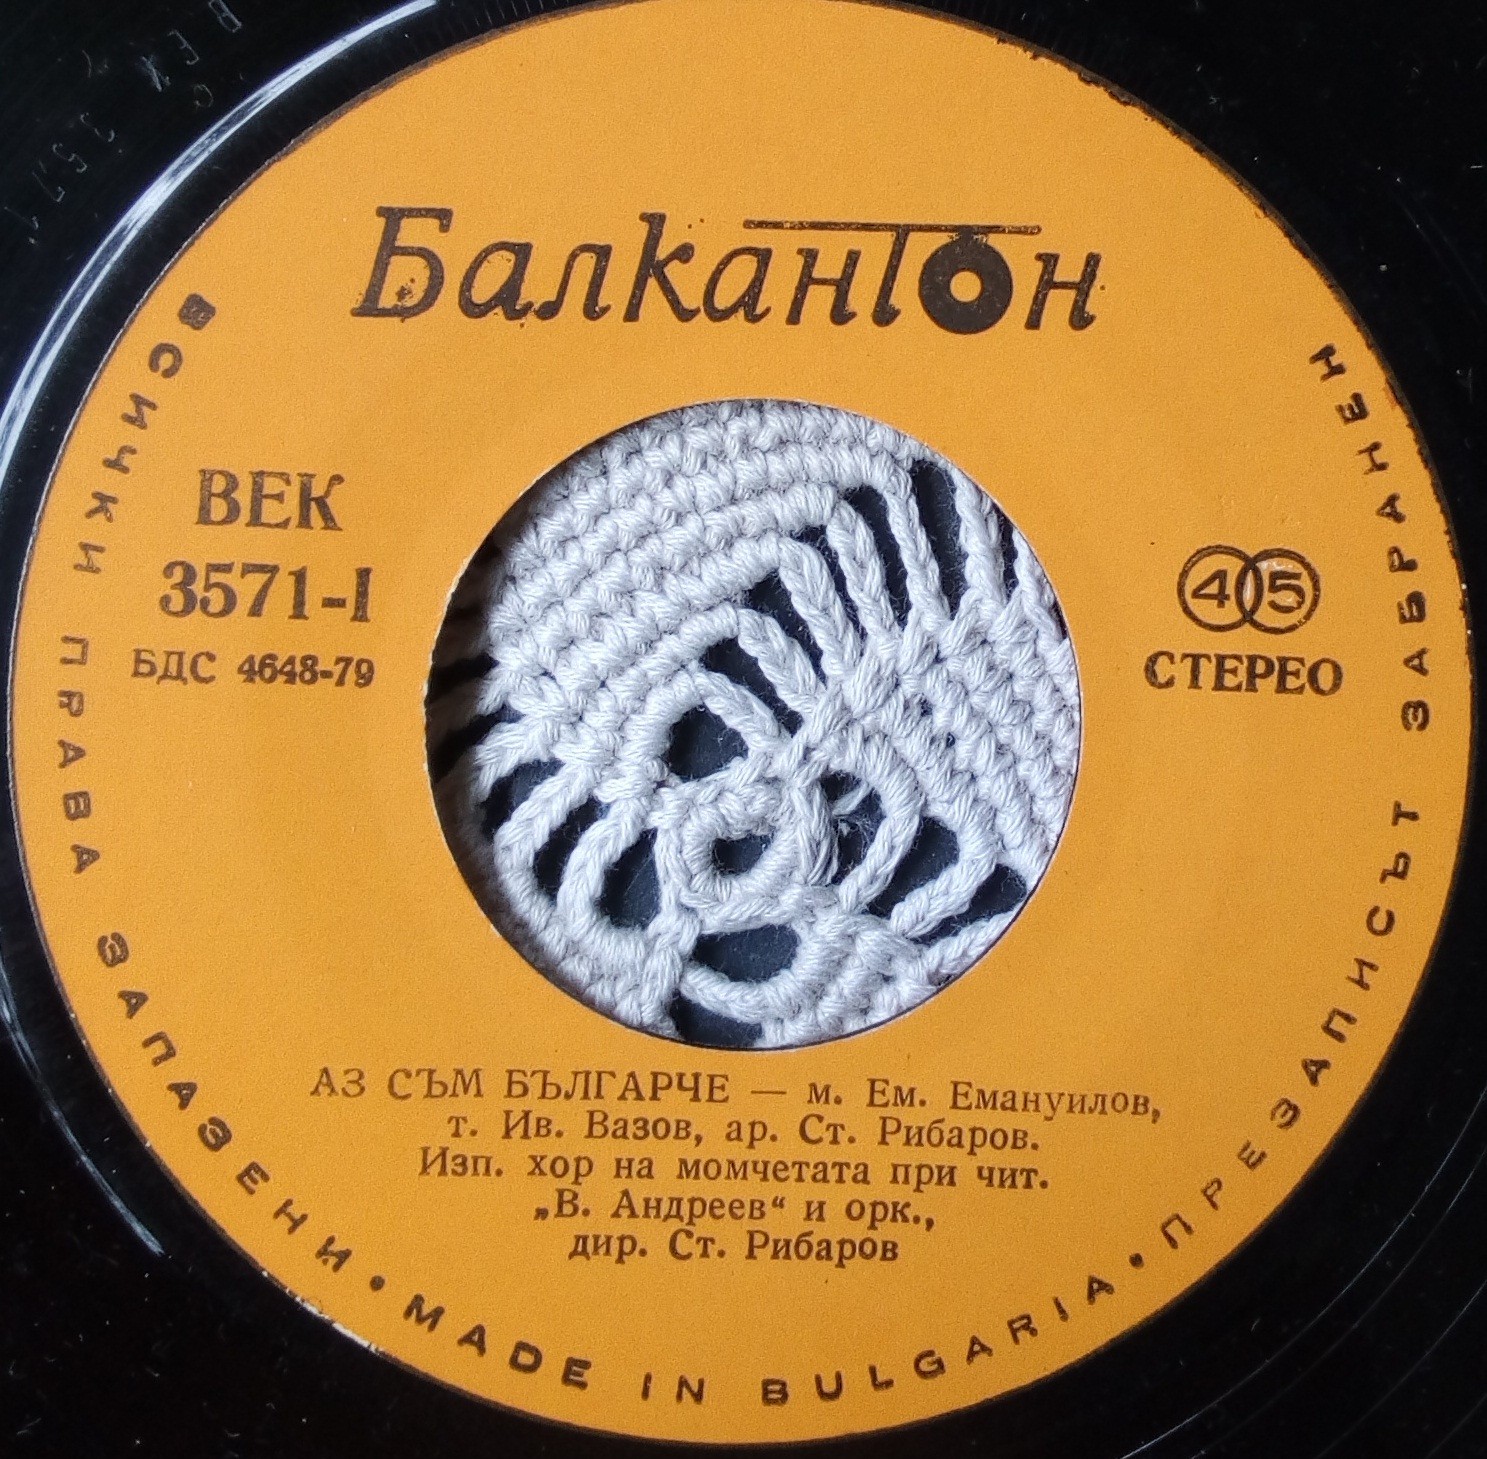 Балкантон
ВЕК
3571-I
БДС 4648-79
45
СТЕРЕО
АЗ СЪМ БЪЛГАРЧЕ — м. Ем. Емануилов,
т. Ив. Вазов, ар. Ст. Рибаров.
Изп. хор на момчетата при чит.
„В. Андреев“ и орк.,
дир. Ст. Рибаров
ВСИЧКИ ПРАВА ЗАПАЗЕНИ • MADE IN BULGARIA • ПРЕЗАПИСЪТ ЗАБРАНЕН